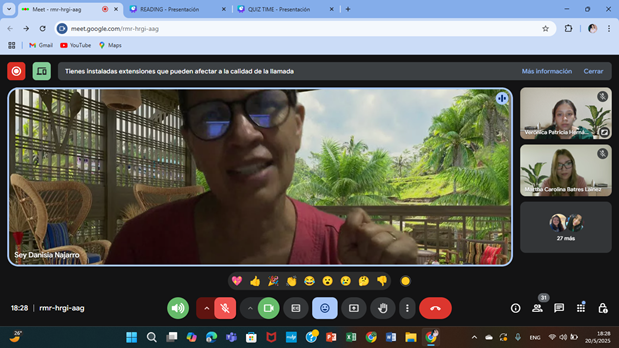 Meet - rmr-hrgi-aag
READING - Presentación
QUIZ TIME - Presentación
meet.google.com/rmr-hrgi-aag
Gmail
YouTube
Maps
Tienes instaladas extensiones que pueden afectar a la calidad de la llamada
Más información
Cerrar
Sey Danisia Najarro
Verónica Patricia Herná
Martha Carolina Batres Laínez
27 más
18:28
rmr-hrgi-aag
31
26°
ENG
18:28
20/5/2025